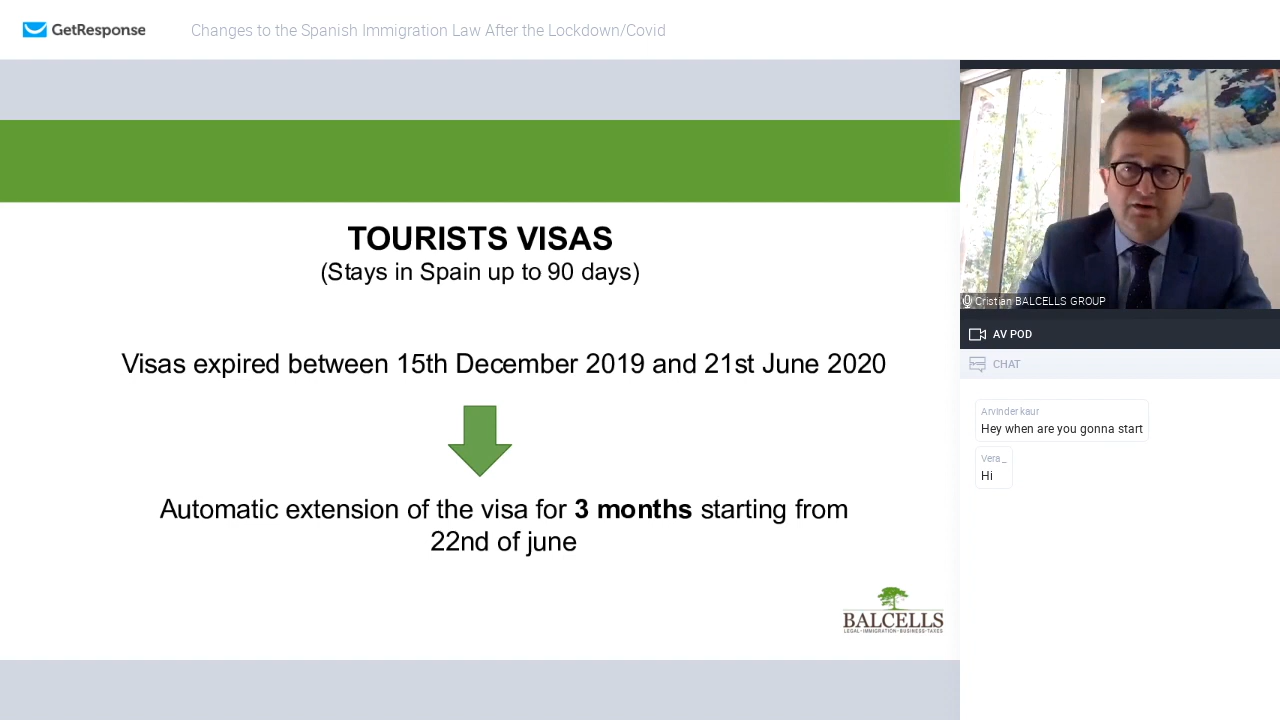 GetResponse
Changes to the Spanish Immigration Law After the Lockdown/Covid
TOURISTS VISAS
(Stays in Spain up to 90 days)
Visas expired between 15th December 2019 and 21st June 2020
Automatic extension of the visa for 3 months starting from
22nd of june
BALCELLS
LEGAL·IMMIGRATION·BUSINESS·TAXES
Cristian BALCELLS GROUP
AV POD
CHAT
Arvinder kaur
Hey when are you gonna start
Vera_
Hi